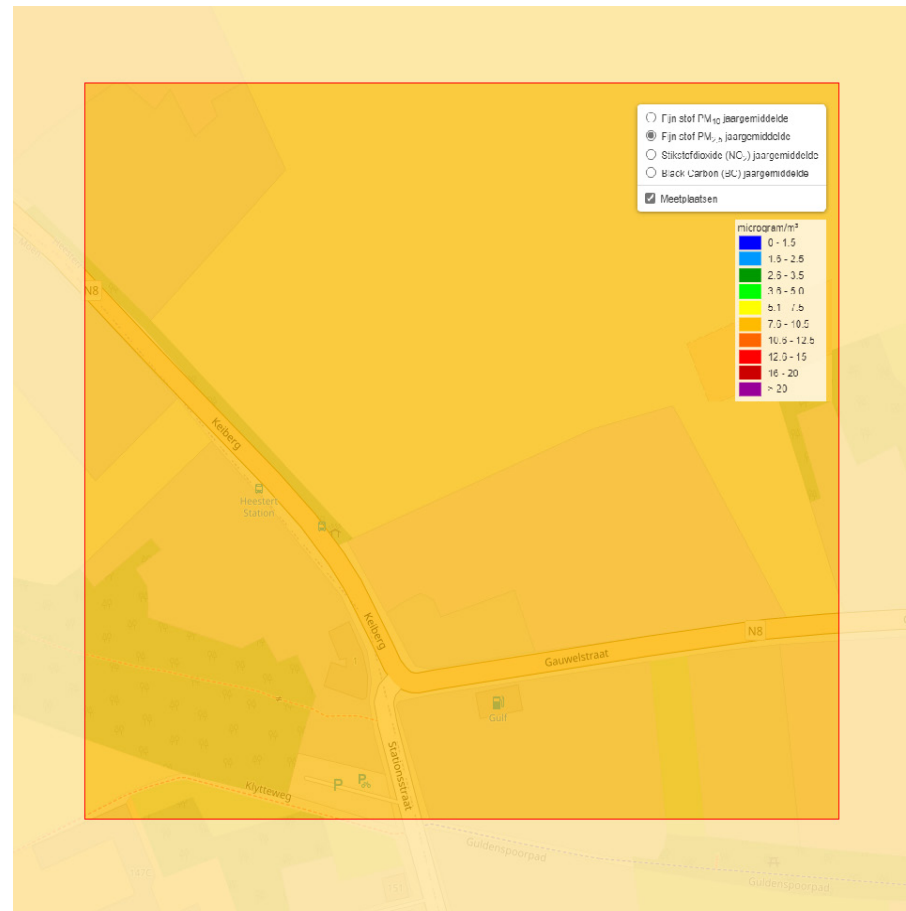 Fijn stof PM10 jaargemiddelde
Fijn stof PM2,5 jaargemiddelde
Stikstofdioxide (NO2) jaargemiddelde
Black Carbon (BC) jaargemiddelde
Meetplaatsen
microgram/m³
0 - 1.5
1.6 - 2.5
2.6 - 3.5
3.6 - 5.0
5.1 - 7.5
7.6 - 10.5
10.6 - 12.5
12.6 - 15
16 - 20
> 20
N8
Keiberg
Heestert
Station
Keiberg
N8
Gauwelstraat
Gulf
Stationsstraat
P
Klytteweg
Guldenspoorpad
Guldenspoorpad